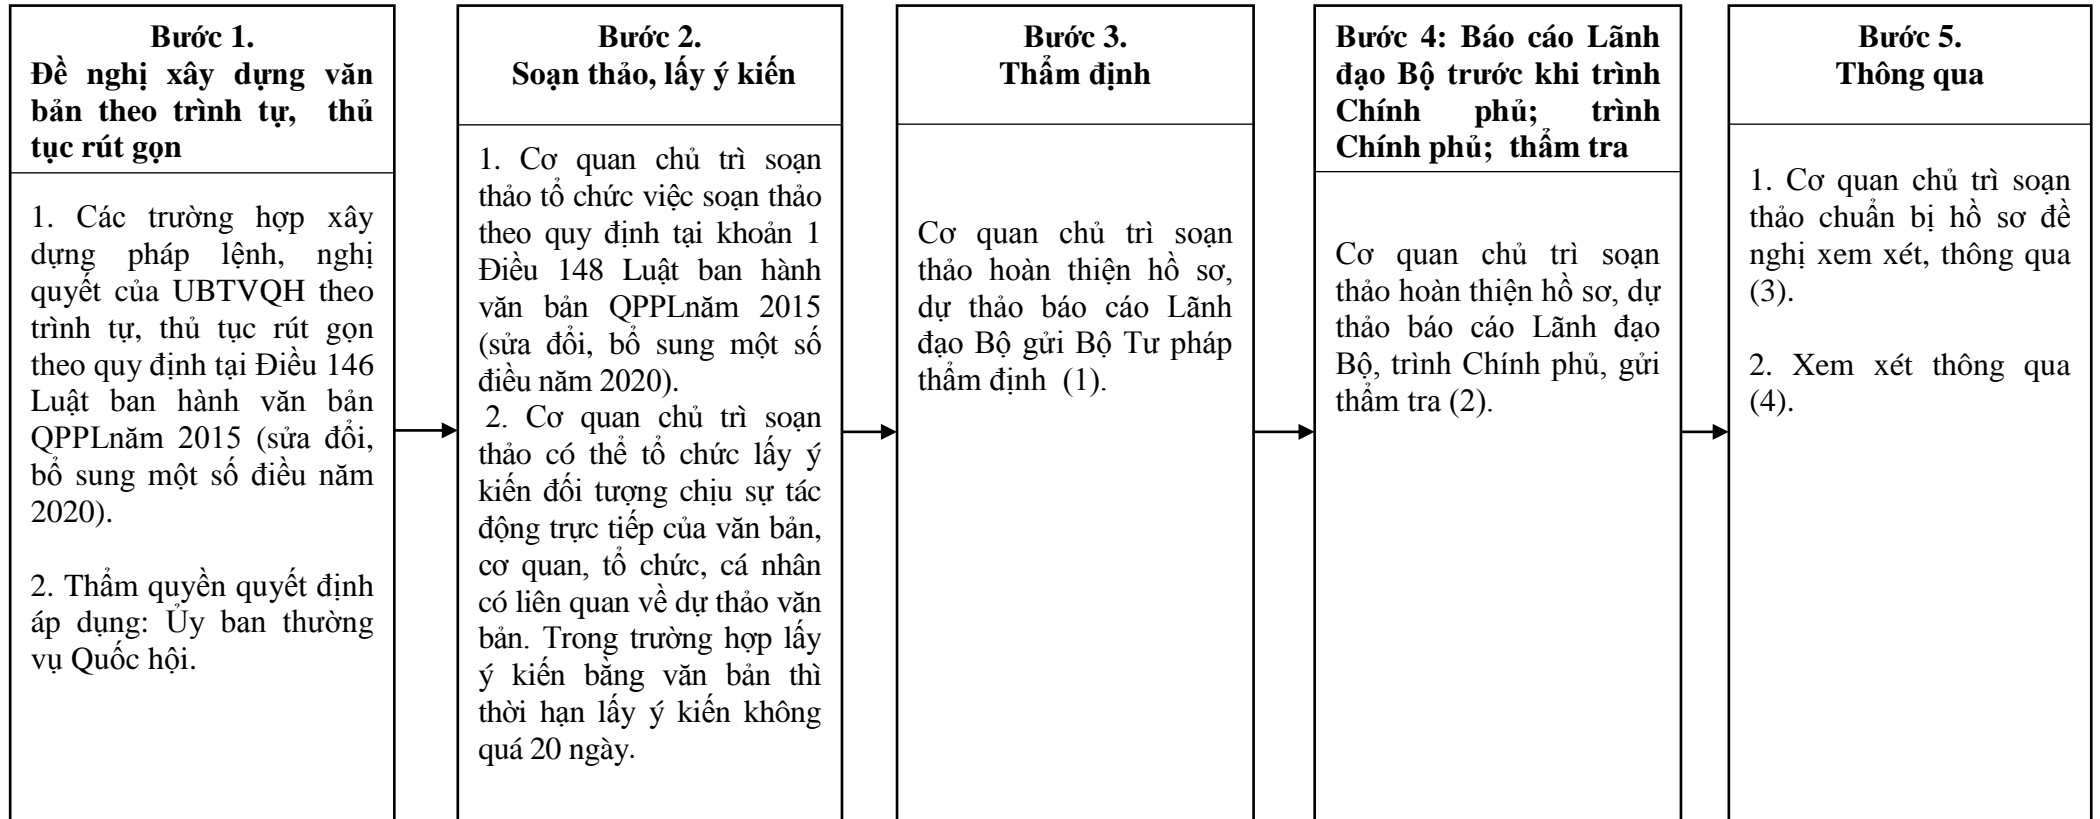 Bước 1.
Đề nghị xây dựng văn
bản theo trình tự, thủ
tục rút gọn
1. Các trường hợp xây
dựng pháp lệnh, nghị
quyết của UBTVQH theo
trình tự, thủ tục rút gọn
theo quy định tại Điều 146
Luật ban hành văn bản
QPPLnăm 2015 (sửa đổi,
bổ sung một số điều năm
2020).
2. Thẩm quyền quyết định
áp dụng: Ủy ban thường
vụ Quốc hội.
Bước 2.
Soạn thảo, lấy ý kiến
1. Cơ quan chủ trì soạn
thảo tổ chức việc soạn thảo
theo quy định tại khoản 1
Điều 148 Luật ban hành
văn bản QPPLnăm 2015
(sửa đổi, bổ sung một số
điều năm 2020).
2. Cơ quan chủ trì soạn
thảo có thể tổ chức lấy ý
kiến đối tượng chịu sự tác
động trực tiếp của văn bản,
cơ quan, tổ chức, cá nhân
có liên quan về dự thảo văn
bản. Trong trường hợp lấy
ý kiến bằng văn bản thì
thời hạn lấy ý kiến không
quá 20 ngày.
Bước 3.
Thẩm định
Cơ quan chủ trì soạn
thảo hoàn thiện hồ sơ,
dự thảo báo cáo Lãnh
đạo Bộ gửi Bộ Tư pháp
thẩm định (1).
Bước 4: Báo cáo Lãnh
đạo Bộ trước khi trình
Chính phủ; trình
Chính phủ; thẩm tra
Cơ quan chủ trì soạn
thảo hoàn thiện hồ sơ, dự
thảo báo cáo Lãnh đạo
Bộ, trình Chính phủ, gửi
thẩm tra (2).
Bước 5.
Thông qua
1. Cơ quan chủ trì soạn
thảo chuẩn bị hồ sơ đề
nghị xem xét, thông qua
(3).
2. Xem xét thông qua
(4).